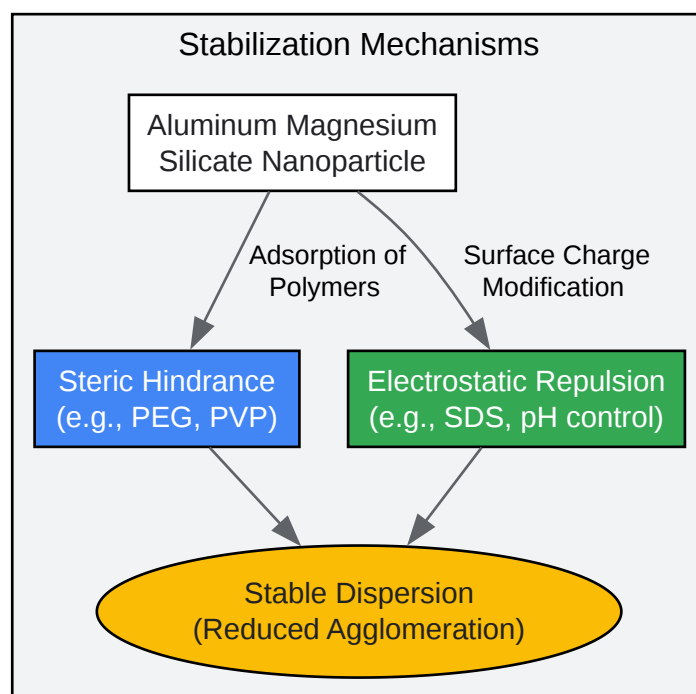 Stabilization Mechanisms
Aluminum Magnesium
Silicate Nanoparticle
Adsorption of
Polymers
Surface Charge
Modification
Steric Hindrance
(e.g., PEG, PVP)
Electrostatic Repulsion
(e.g., SDS, pH control)
Stable Dispersion
(Reduced Agglomeration)